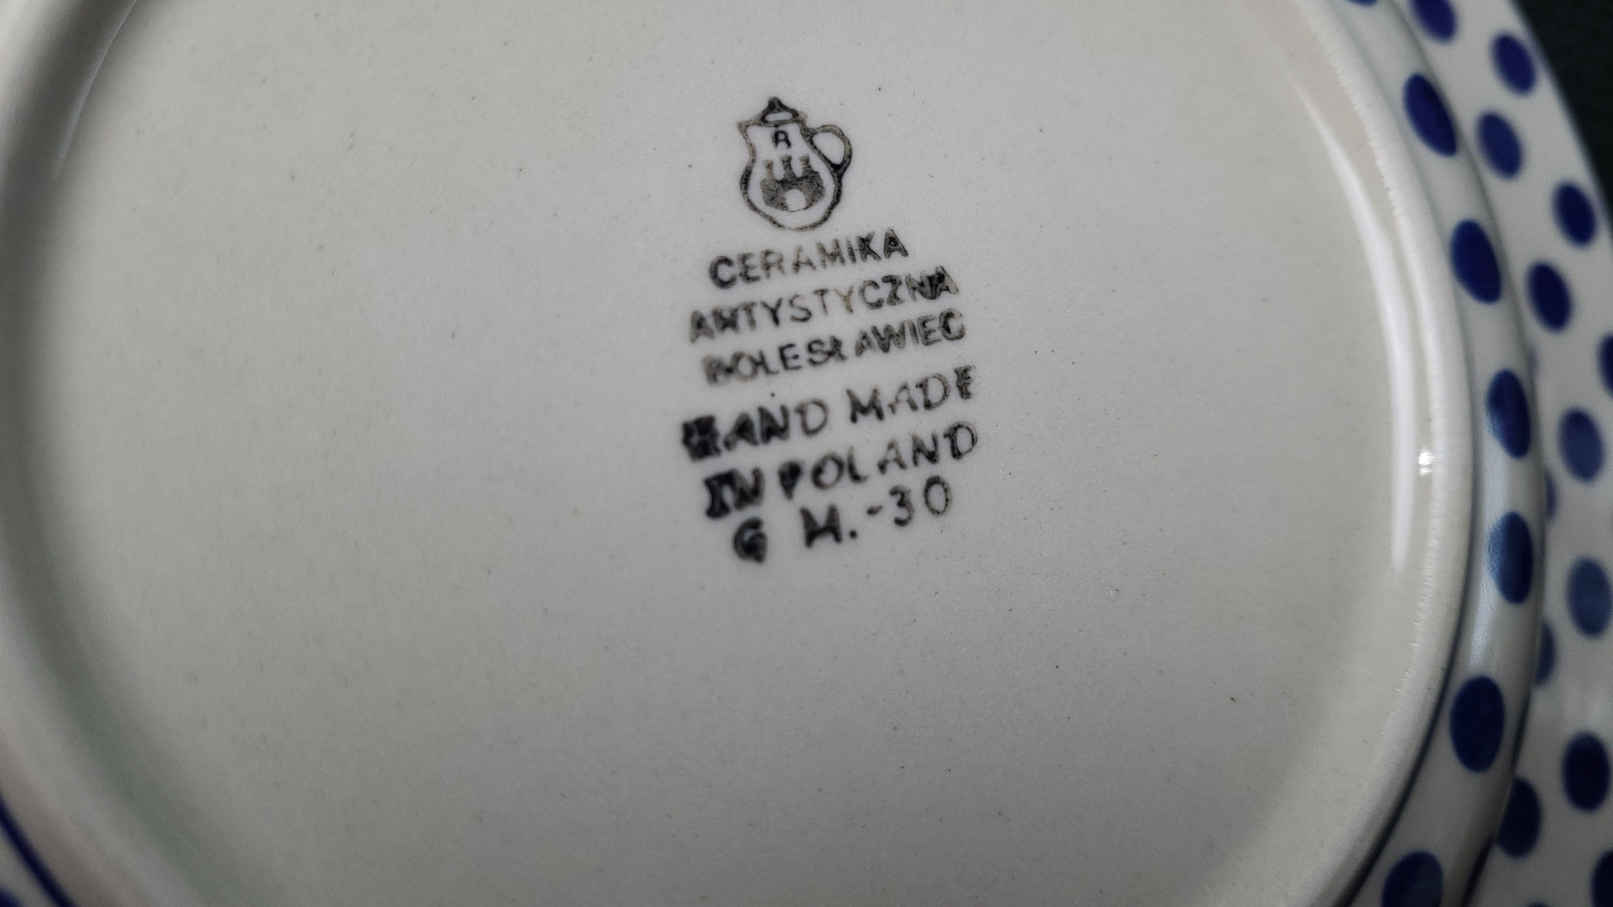 A
CERAMIKA
ARTYSTYCZNA
BOLESŁAWIEC
HAND MADE
IN POLAND
G M.-30